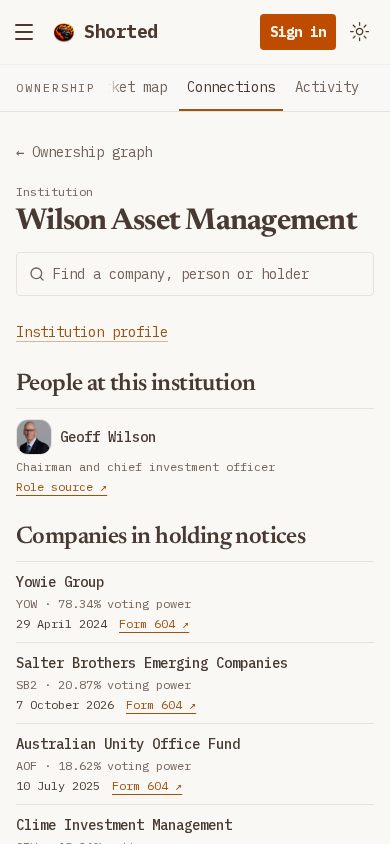 Shorted
Sign in
OWNERSHIP ket map Connections Activity
← Ownership graph
Institution
Wilson Asset Management
Find a company, person or holder
Institution profile
People at this institution
Geoff Wilson
Chairman and chief investment officer
Role source ↗
Companies in holding notices
Yowie Group
YOW · 78.34% voting power
29 April 2024 Form 604 ↗
Salter Brothers Emerging Companies
SB2 · 20.87% voting power
7 October 2026 Form 604 ↗
Australian Unity Office Fund
AOF · 18.62% voting power
10 July 2025 Form 604 ↗
Clime Investment Management